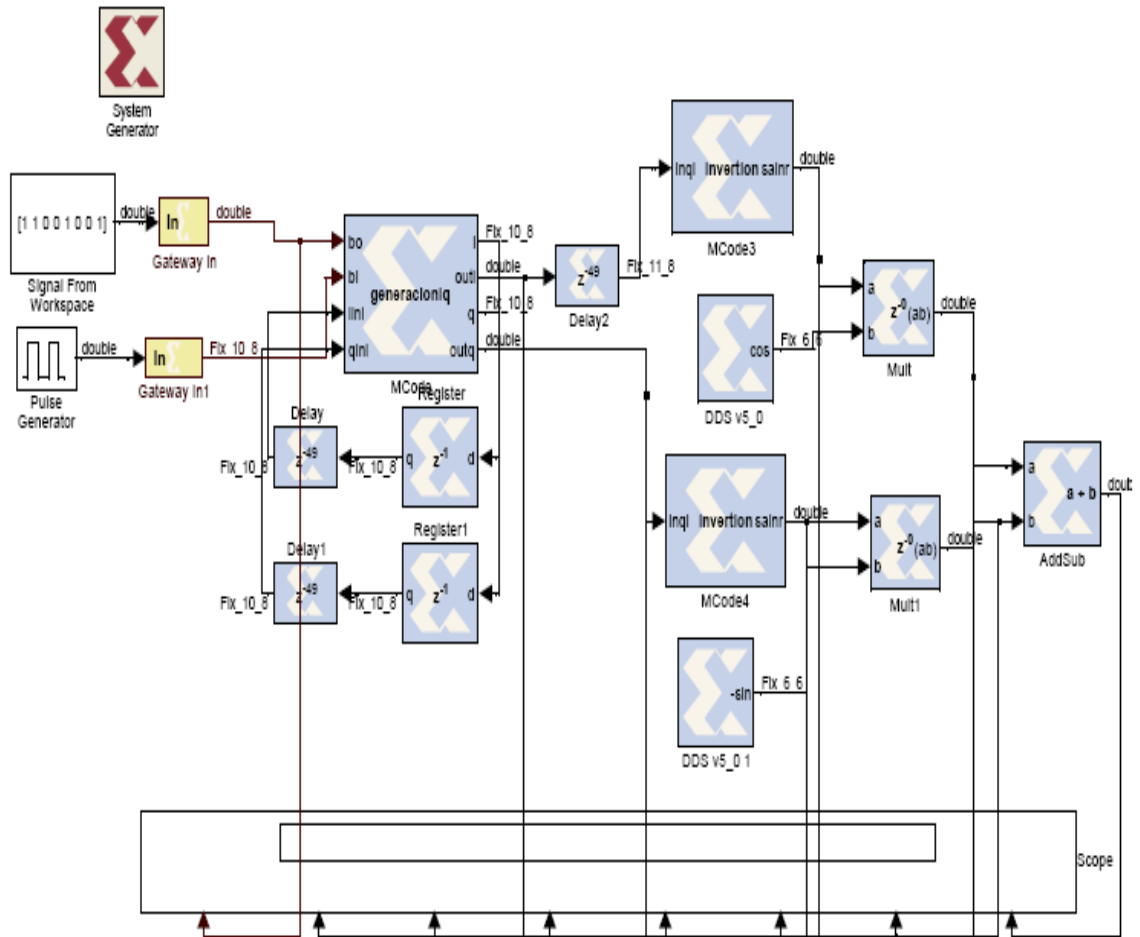 System
Generator
[1 1 0 0 1 0 0 1]
double
In
double
Gateway In
Signal From
Workspace
double
In
Fix_10_8
Gateway In1
Pulse
Generator
bo
bi
iini
qini
generacioniq
i
outi
q
outq
MCode
Fix_10_8
double
Fix_10_8
double
z-49
Delay2
Fix_11_8
inqi
invertion
sainr
double
MCode3
cos
Fix_6_6
DDS v5_0
a
b
z-0
(ab)
double
Mult
Delay
z-49
Fix_10_8
Fix_10_8
Register
q
z-1
d
Delay1
z-49
Fix_10_8
Fix_10_8
Register1
q
z-1
d
inqi
invertion
sainr
double
MCode4
a
b
z-0
(ab)
double
Mult1
a
b
a + b
doub
AddSub
-sin
Fix_6_6
DDS v5_0 1
Scope